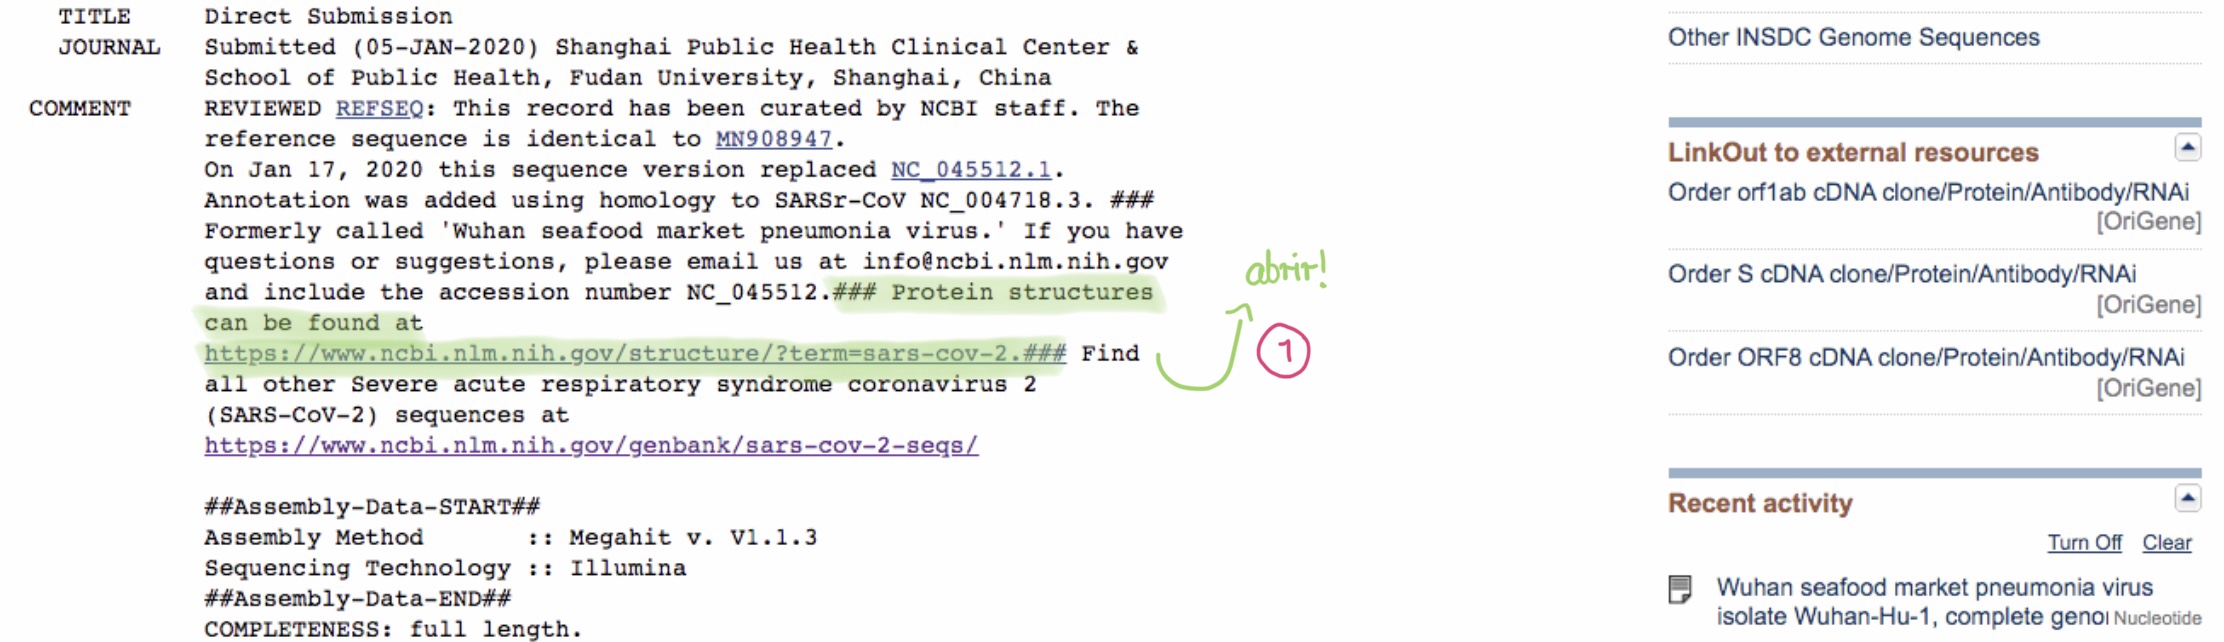 TITLE Direct Submission
JOURNAL Submitted (05-JAN-2020) Shanghai Public Health Clinical Center &
School of Public Health, Fudan University, Shanghai, China
COMMENT REVIEWED REFSEQ: This record has been curated by NCBI staff. The
reference sequence is identical to MN908947.
On Jan 17, 2020 this sequence version replaced NC_045512.1.
Annotation was added using homology to SARSr-CoV NC_004718.3. ###
Formerly called 'Wuhan seafood market pneumonia virus.' If you have
questions or suggestions, please email us at info@ncbi.nlm.nih.gov
and include the accession number NC_045512.### Protein structures
can be found at
https://www.ncbi.nlm.nih.gov/structure/?term=sars-cov-2.### Find
all other Severe acute respiratory syndrome coronavirus 2
(SARS-CoV-2) sequences at
https://www.ncbi.nlm.nih.gov/genbank/sars-cov-2-seqs/
##Assembly-Data-START##
Assembly Method :: Megahit v. V1.1.3
Sequencing Technology :: Illumina
##Assembly-Data-END##
COMPLETENESS: full length.
abrir!
1
Other INSDC Genome Sequences
LinkOut to external resources
Order orf1ab cDNA clone/Protein/Antibody/RNAi
[OriGene]
Order S cDNA clone/Protein/Antibody/RNAi
[OriGene]
Order ORF8 cDNA clone/Protein/Antibody/RNAi
[OriGene]
Recent activity
Turn Off Clear
Wuhan seafood market pneumonia virus
isolate Wuhan-Hu-1, complete geno Nucleotide